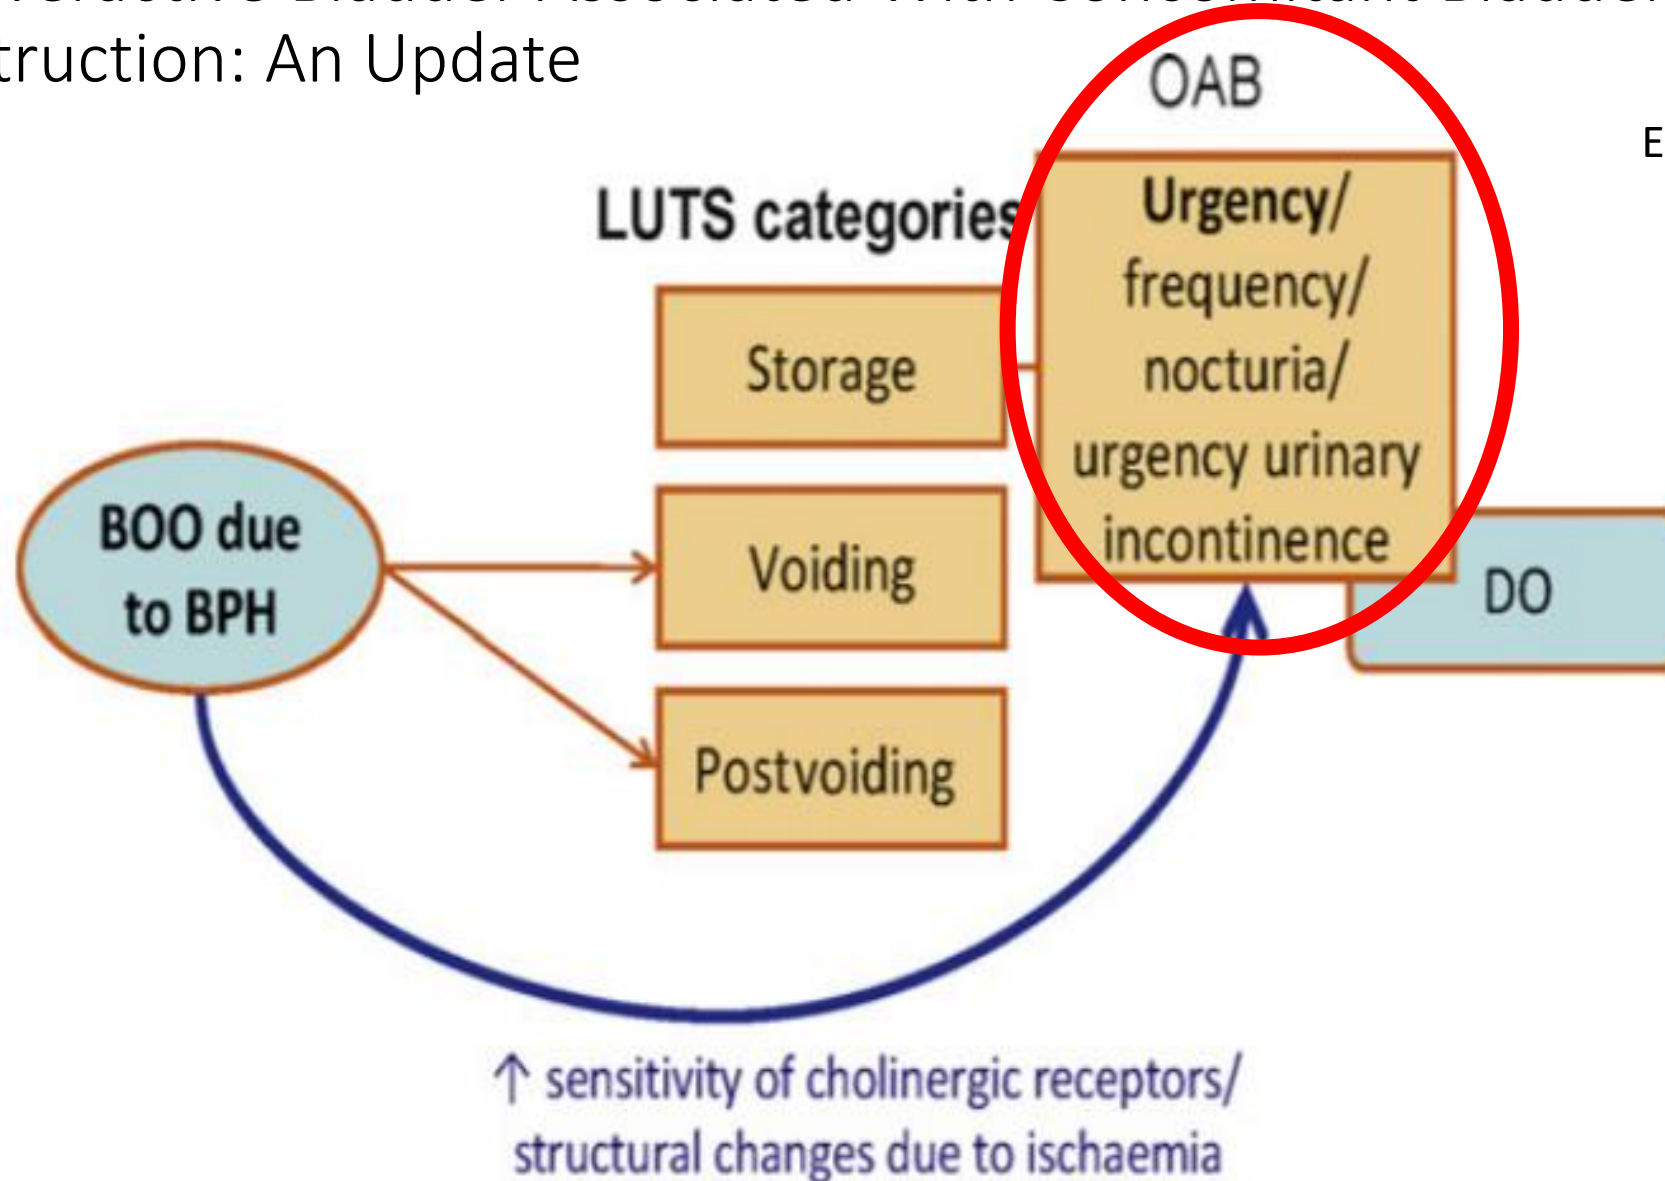 truction: An Update
OAB
E
LUTS categories
Urgency/
frequency/
nocturia/
urgency urinary
incontinence
Storage
BOO due
to BPH
Voiding
DO
Postvoiding
↑ sensitivity of cholinergic receptors/
structural changes due to ischaemia